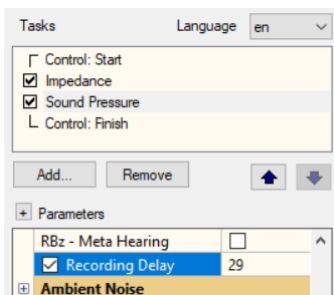 Tasks Language en
Control: Start
Impedance
Sound Pressure
Control: Finish
Add... Remove
+ Parameters
RBz - Meta Hearing
Recording Delay 29
+ Ambient Noise